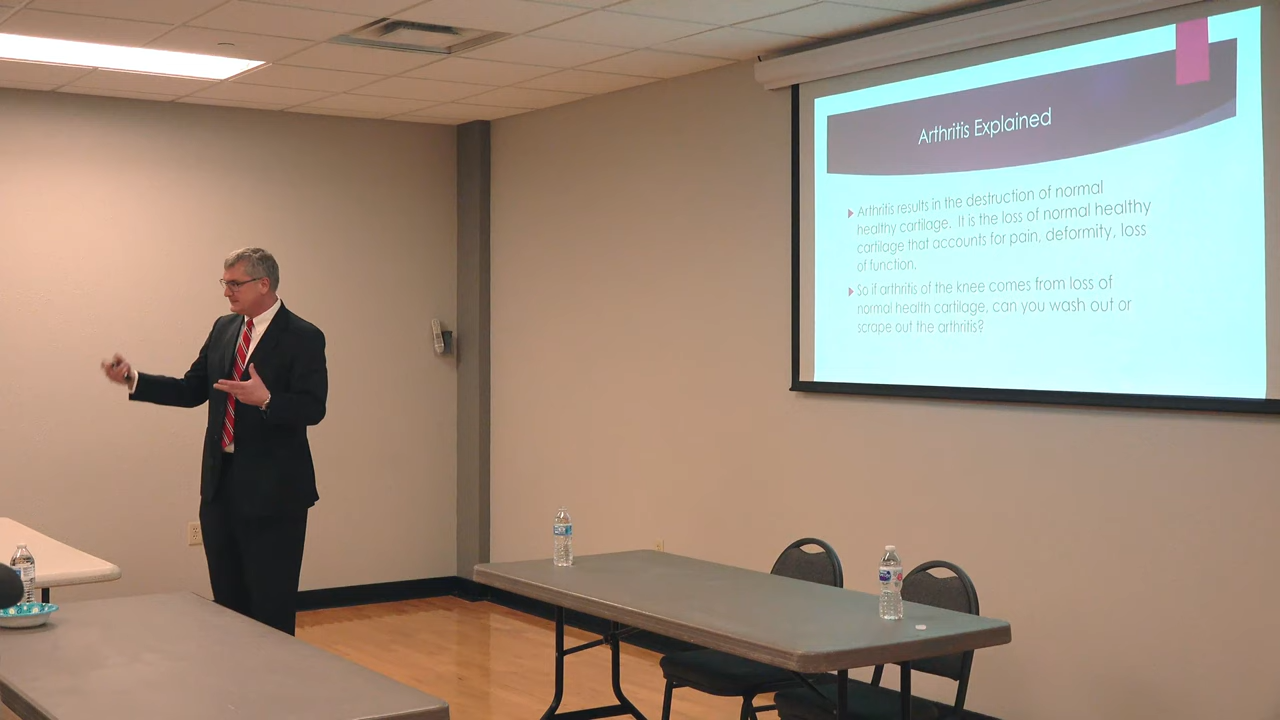 Arthritis Explained
Arthritis results in the destruction of normal
healthy cartilage. It is the loss of normal healthy
cartilage that accounts for pain, deformity, loss
of function.
So if arthritis of the knee comes from loss of
normal health cartilage, can you wash out or
scrape out the arthritis?